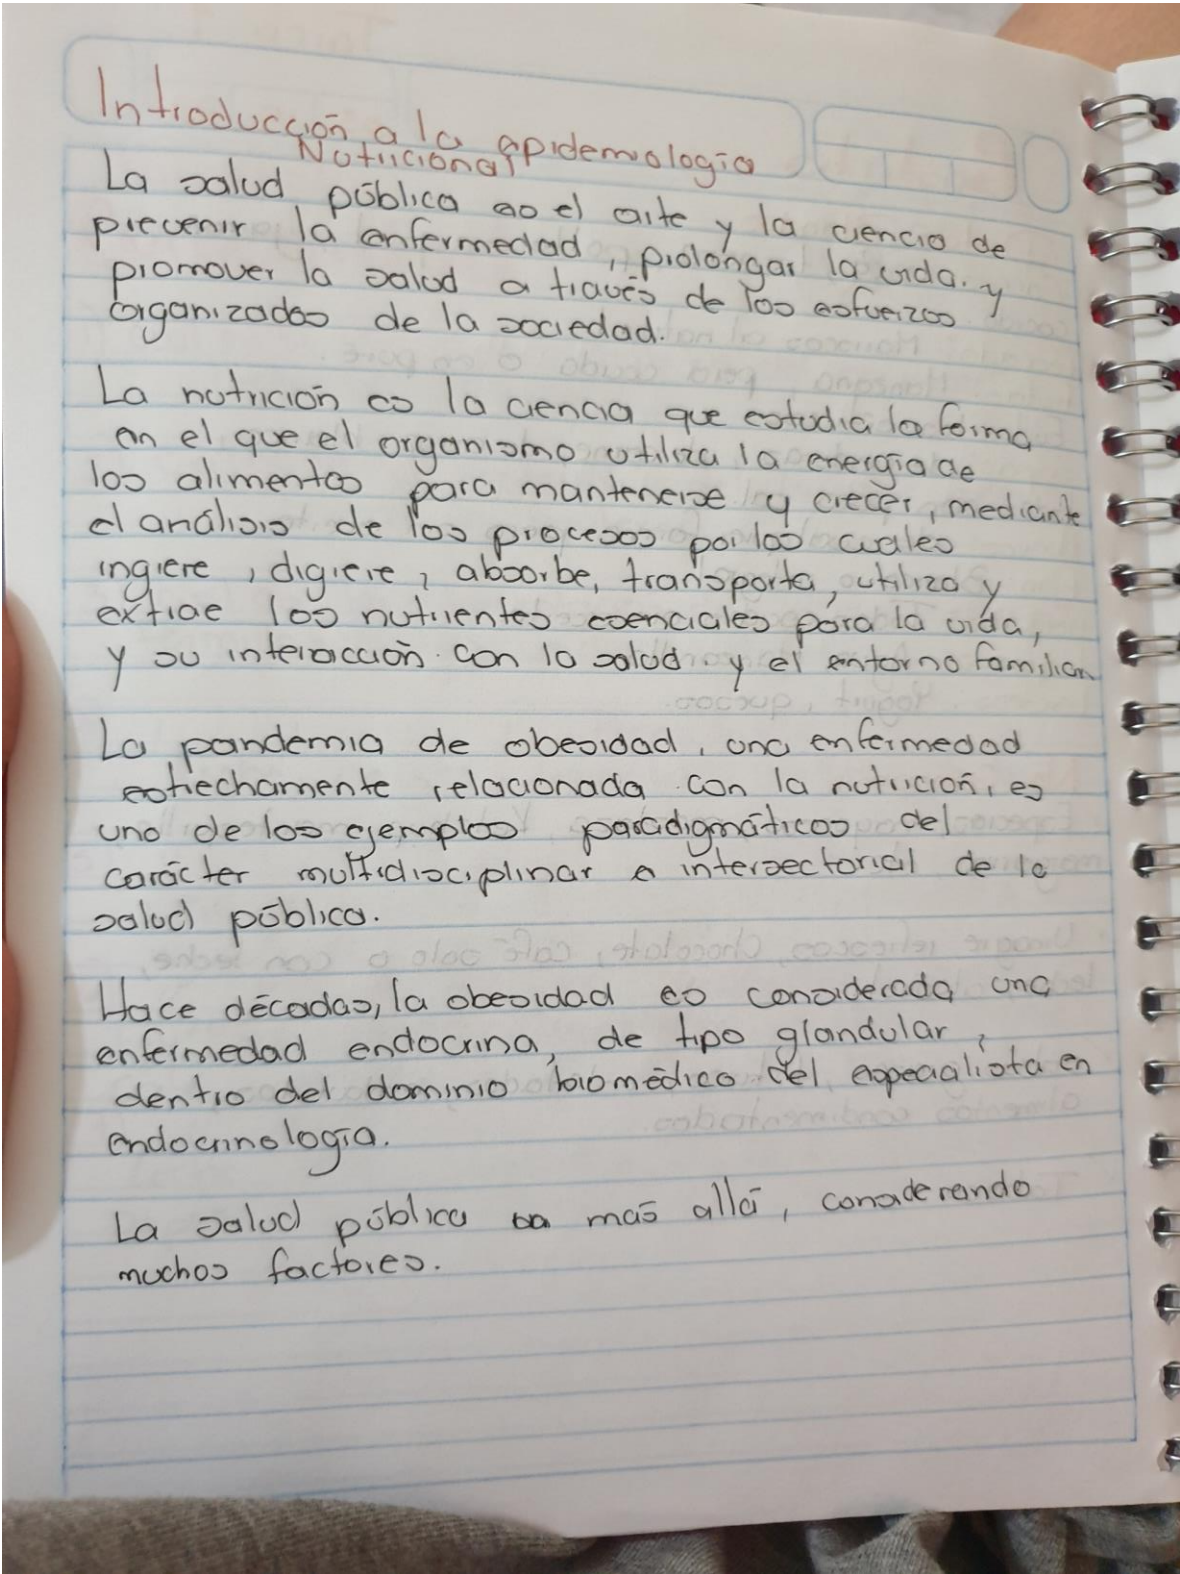 Introducción a la epidemiología
Nutricional
La salud pública es el arte y la ciencia de
prevenir la enfermedad, prolongar la vida y
promover la salud a través de los esfuerzos
organizados de la sociedad.
La nutrición es la ciencia que estudia la forma
en el que el organismo utiliza la energía de
los alimentos para mantenerse y crecer, mediante
el análisis de los procesos por los cuales
ingiere, digiere, absorbe, transporta, utiliza y
extrae los nutrientes esenciales para la vida,
y su interacción con la salud y el entorno familiar
La pandemia de obesidad, una enfermedad
estrechamente relacionada con la nutrición, es
uno de los ejemplos paradigmáticos del
carácter multidisciplinar e intersectorial de la
salud pública.
Hace décadas, la obesidad es considerada una
enfermedad endocrina, de tipo glandular,
dentro del dominio biomédico del especialista en
endocrinología.
La salud pública va más allá, considerando
muchos factores.